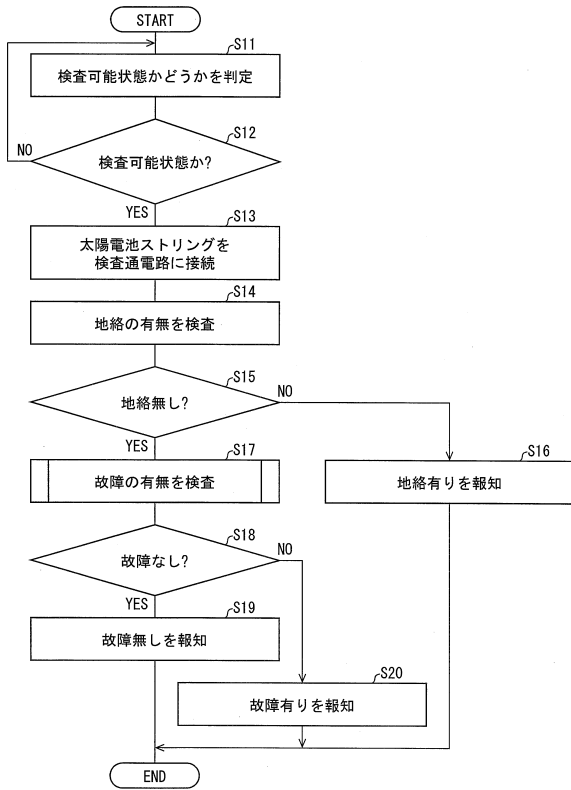 START
S11
検査可能状態かどうかを判定
S12
NO
検査可能状態か?
YES
S13
太陽電池ストリングを
検査通電路に接続
S14
地絡の有無を検査
S15
NO
地絡無し?
YES
S17
故障の有無を検査
S16
地絡有りを報知
S18
NO
故障なし?
YES
S19
故障無しを報知
S20
故障有りを報知
END